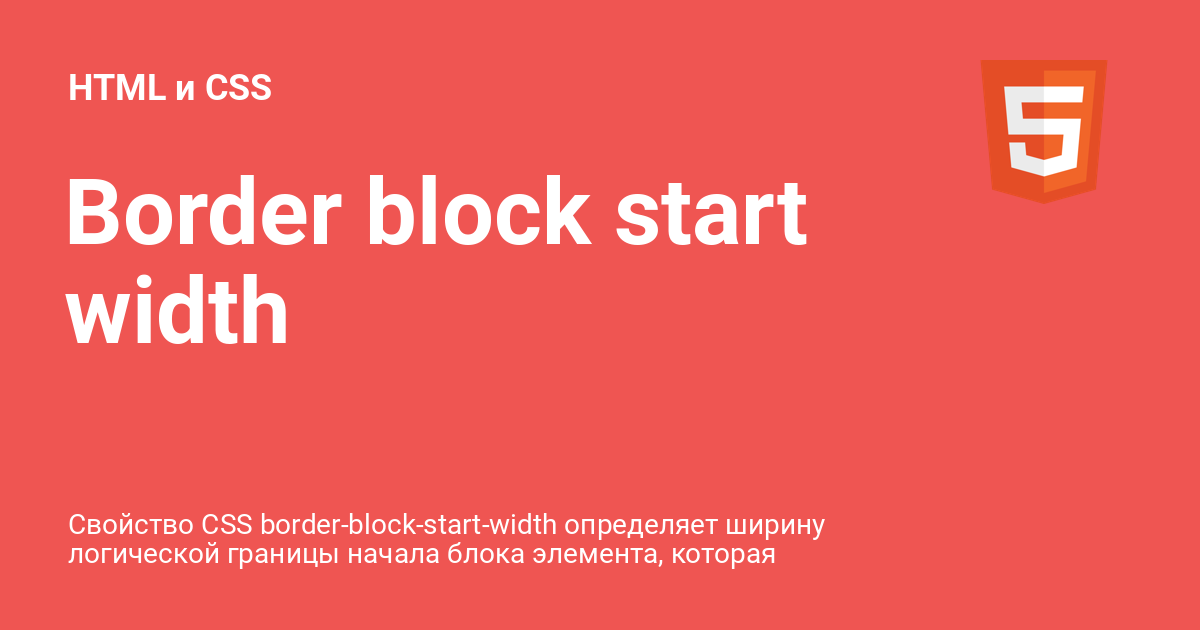 HTML и CSS
Border block start
width
Свойство CSS border-block-start-width определяет ширину
логической границы начала блока элемента, которая